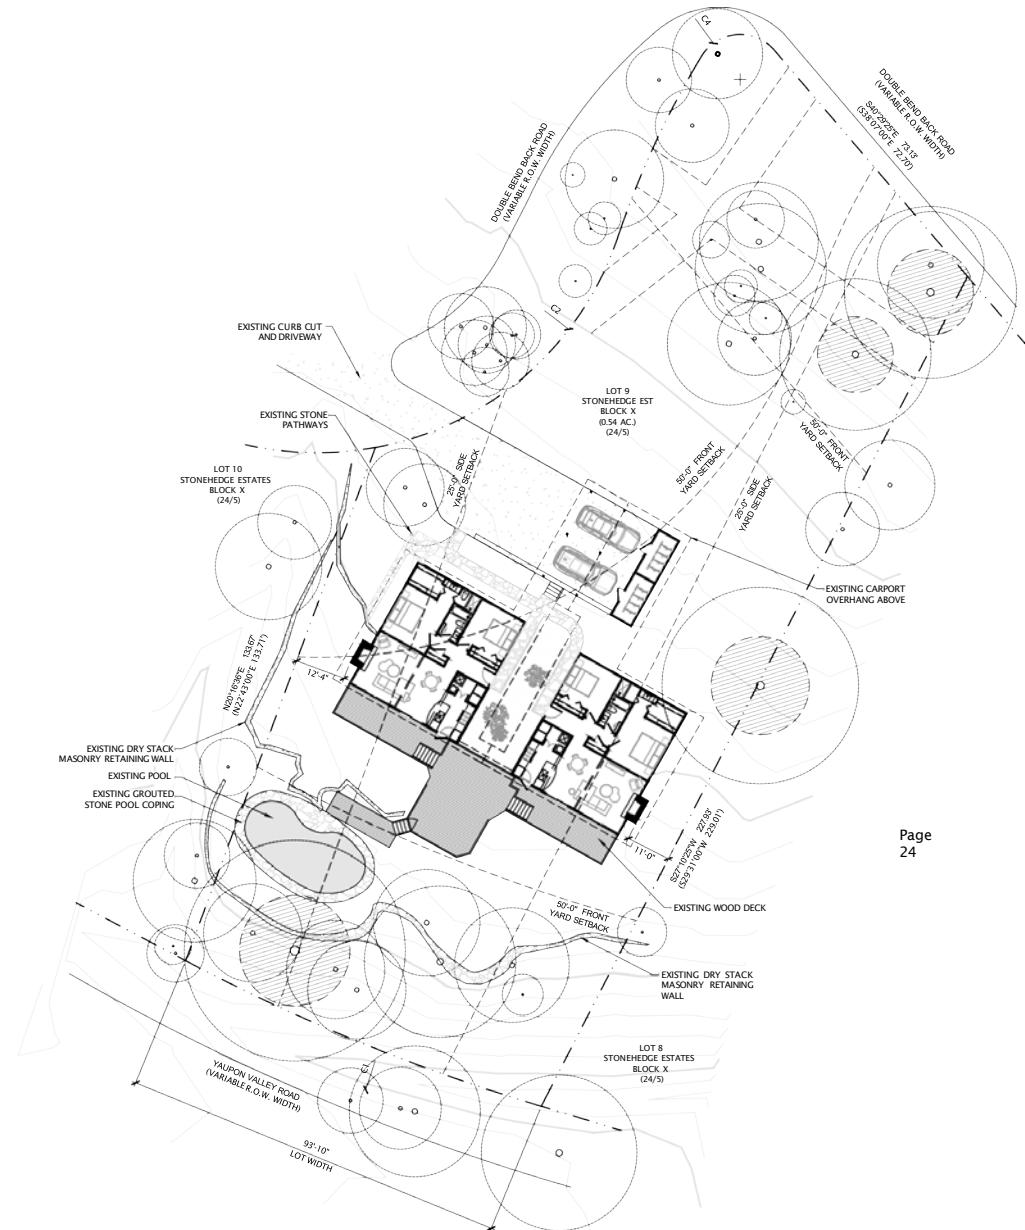 C4
DOUBLE BEND BACK ROAD
(VARIABLE R.O.W. WIDTH)
S40°29'25"E 73.13'
(S38°07'00"E 72.70')
DOUBLE BEND BACK ROAD
(VARIABLE R.O.W. WIDTH)
C2
EXISTING CURB CUT
AND DRIVEWAY
LOT 9
STONEHEDGE EST
BLOCK X
(0.54 AC.)
(24/5)
EXISTING STONE
PATHWAYS
50'-0" FRONT
YARD SETBACK
50'-0" FRONT
YARD SETBACK
25'-0" SIDE
YARD SETBACK
25'-0" SIDE
YARD SETBACK
LOT 10
STONEHEDGE ESTATES
BLOCK X
(24/5)
EXISTING CARPORT
OVERHANG ABOVE
N20°16'36"E 133.67'
(N22°43'00"E 133.71')
12'-4"
EXISTING DRY STACK
MASONRY RETAINING WALL
EXISTING POOL
EXISTING GROUTED
STONE POOL COPING
S27°10'25"W 227.93'
(S29°31'00"W 229.01')
11'-0"
Page
24
50'-0" FRONT
YARD SETBACK
EXISTING WOOD DECK
EXISTING DRY STACK
MASONRY RETAINING
WALL
LOT 8
STONEHEDGE ESTATES
BLOCK X
(24/5)
C1
YAUPON VALLEY ROAD
(VARIABLE R.O.W. WIDTH)
93'-10"
LOT WIDTH